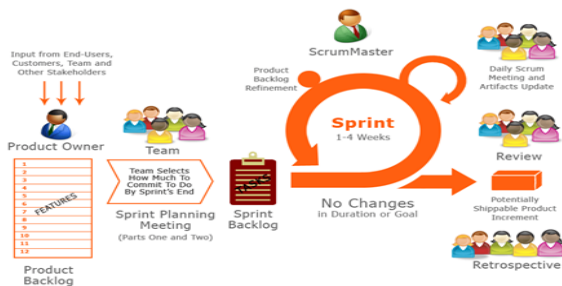 Input from End-Users,
Customers, Team and
Other Stakeholders
Product Owner
1
2
3
4
5
6
7
8
9
10
11
12
FEATURES
Product
Backlog
Team
Team Selects
How Much To
Commit To Do
By Sprint's End
Sprint Planning
Meeting
(Parts One and Two)
TASKS
Sprint
Backlog
ScrumMaster
Product
Backlog
Refinement
Sprint
1-4 Weeks
No Changes
in Duration or Goal
Daily Scrum
Meeting and
Artifacts Update
Review
Potentially
Shippable Product
Increment
Retrospective